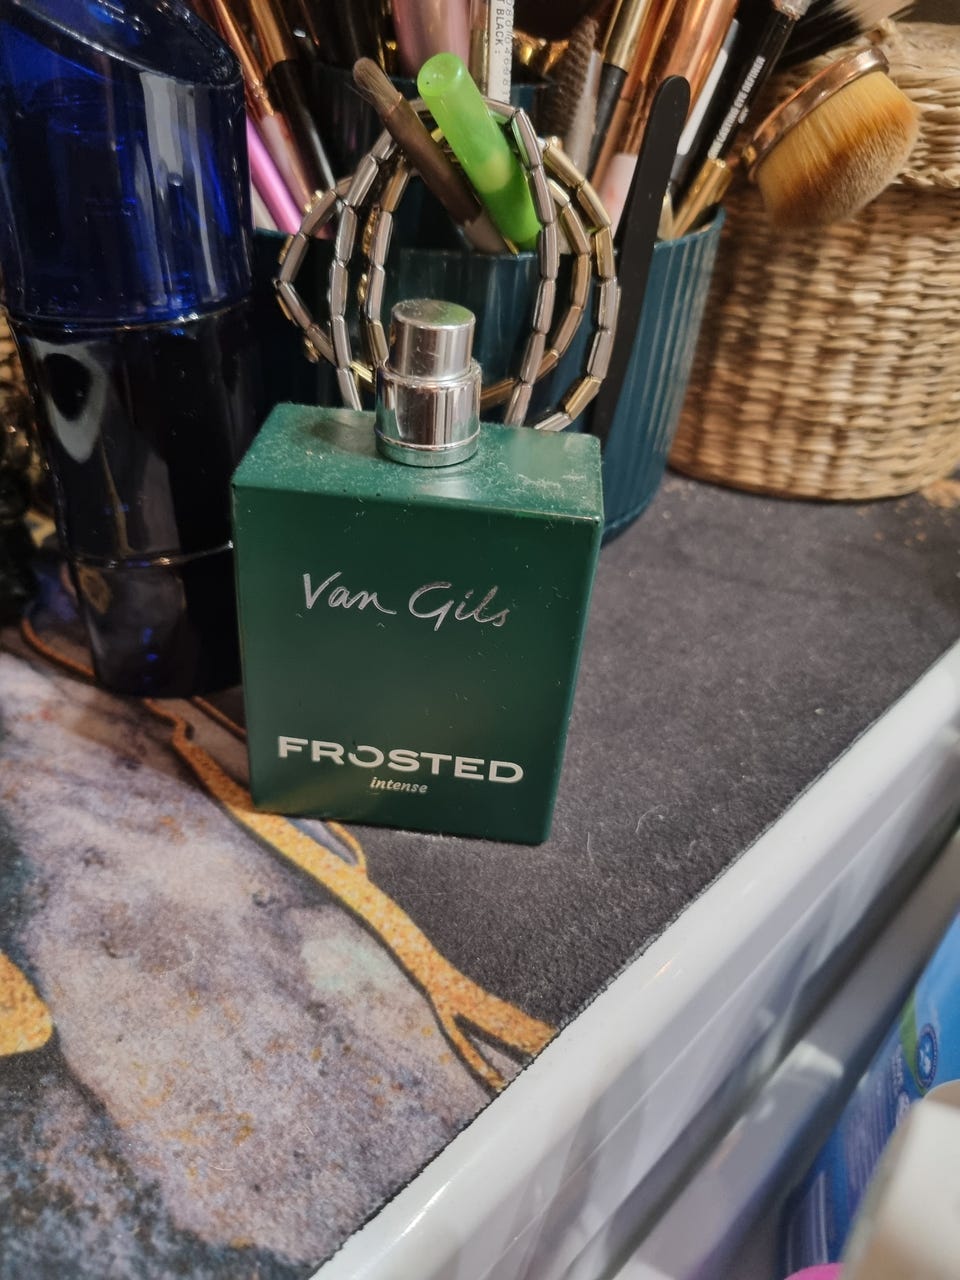 Van Gils
FROSTED
intense